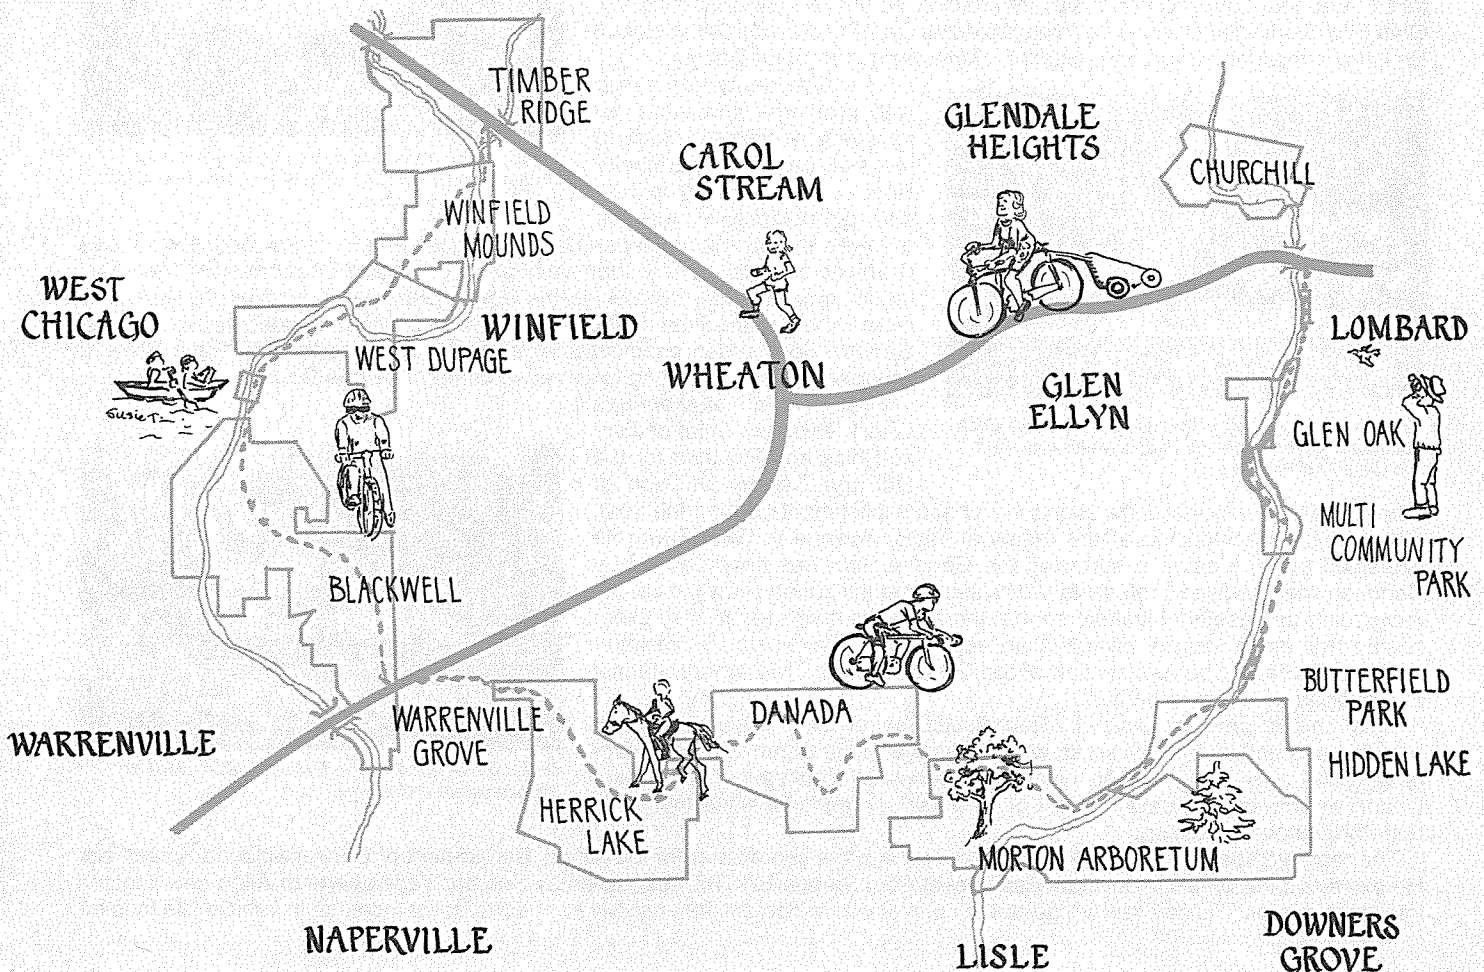 TIMBER
RIDGE
GLENDALE
HEIGHTS
CAROL
STREAM
CHURCHILL
WINFIELD
MOUNDS
WEST
CHICAGO
WINFIELD
LOMBARD
WEST DUPAGE
WHEATON
GLEN
ELLYN
SusieT
GLEN OAK
MULTI
COMMUNITY
PARK
BLACKWELL
BUTTERFIELD
PARK
WARRENVILLE
GROVE
DANADA
WARRENVILLE
HIDDEN LAKE
HERRICK
LAKE
MORTON ARBORETUM
NAPERVILLE
LISLE
DOWNERS
GROVE